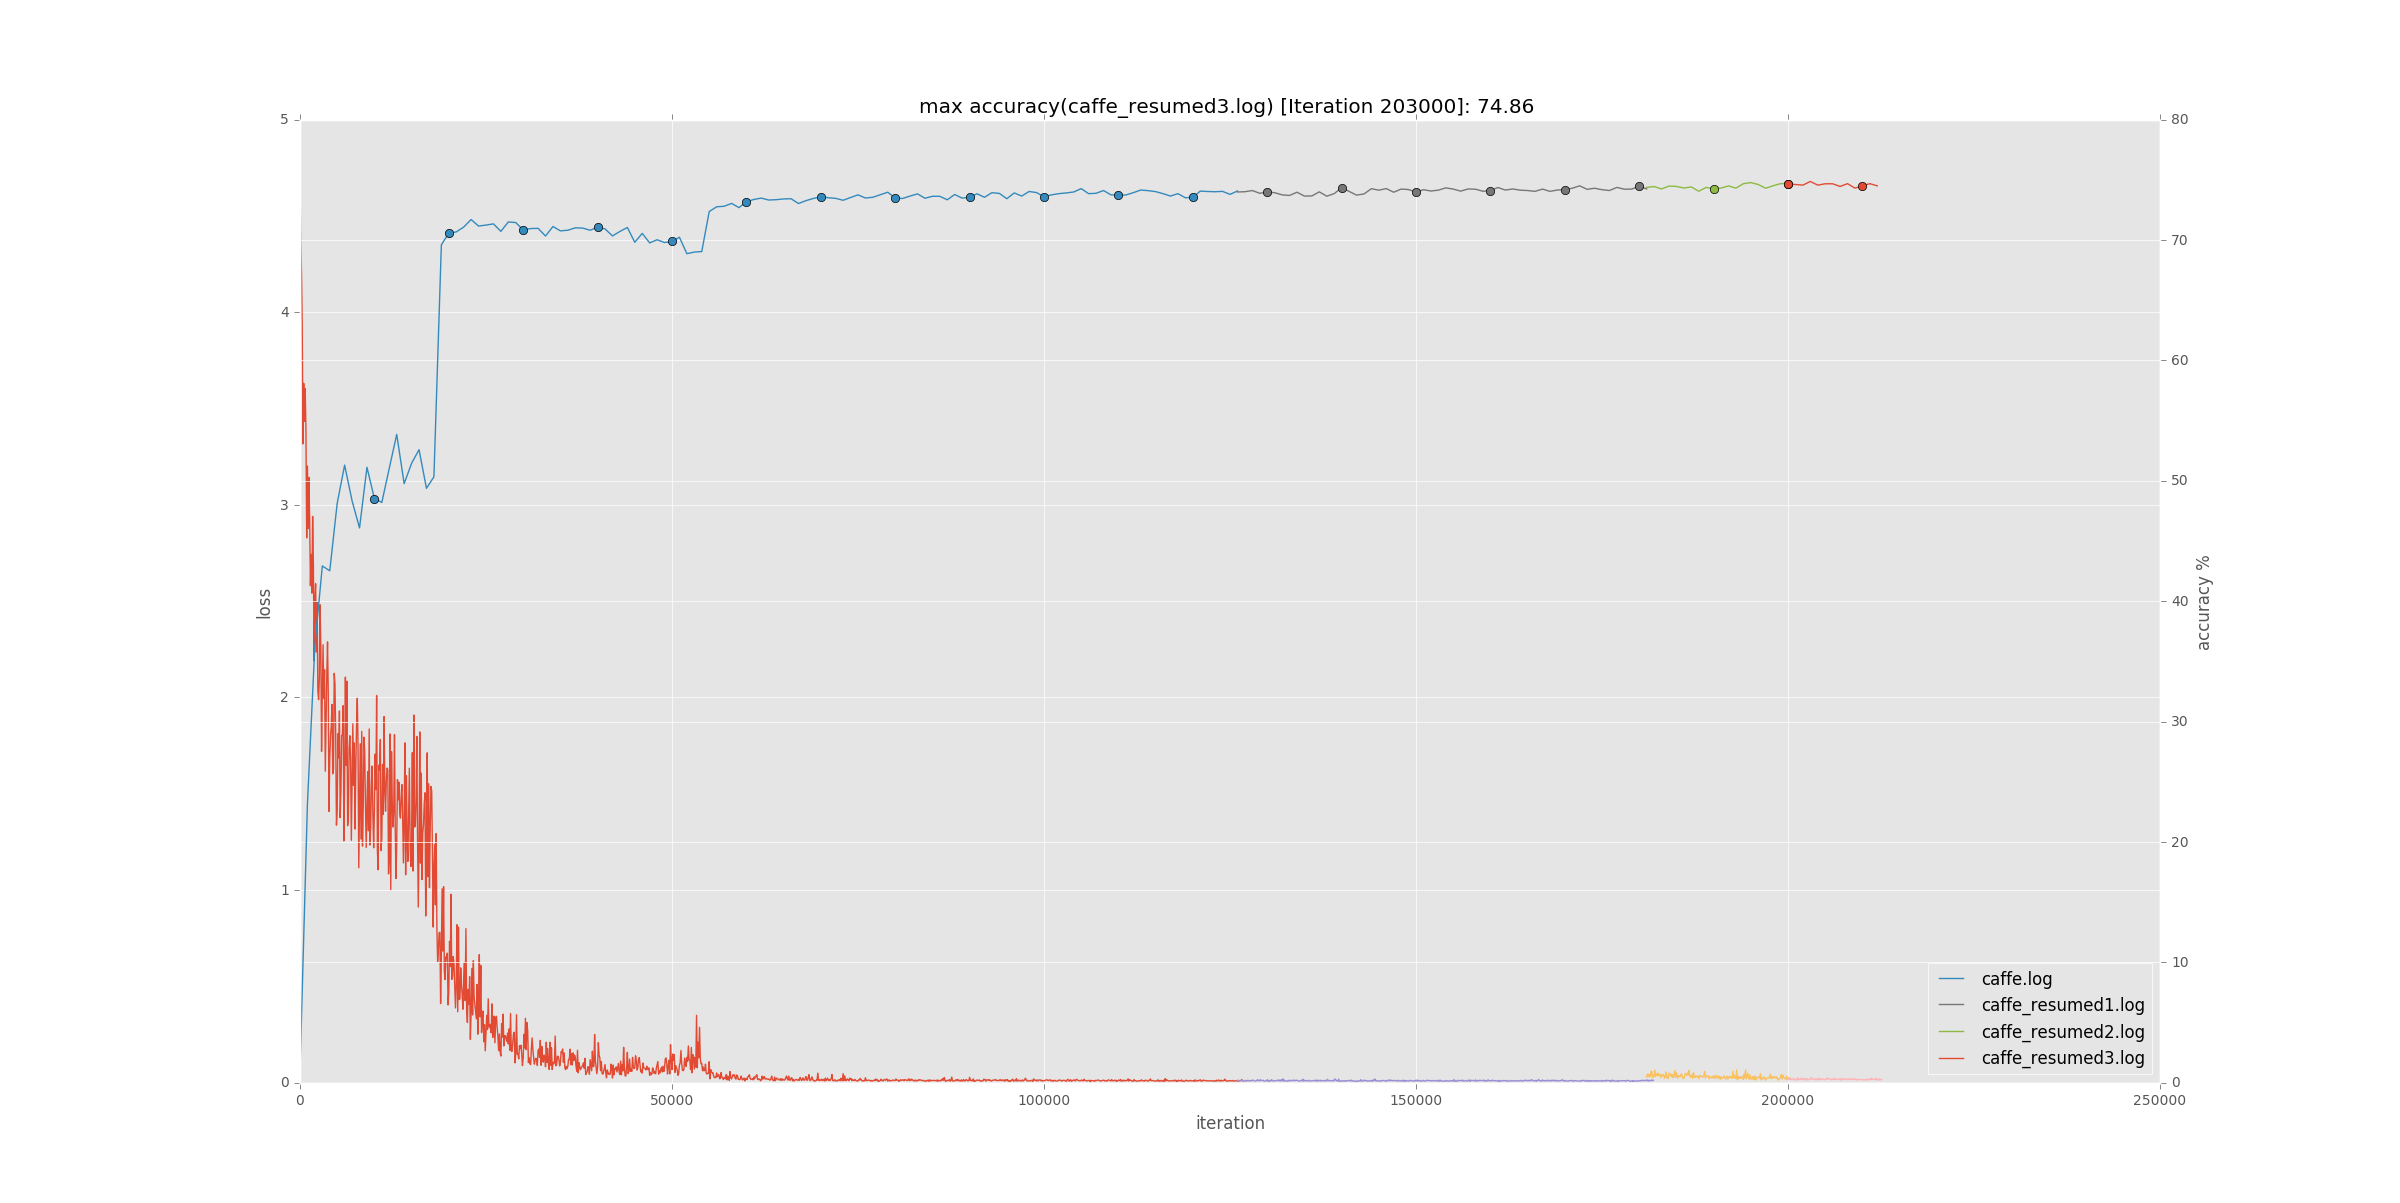 max accuracy(caffe_resumed3.log) [Iteration 203000]: 74.86
5
4
3
2
1
0
loss
80
70
60
50
40
30
20
10
0
accuracy %
caffe.log
caffe_resumed1.log
caffe_resumed2.log
caffe_resumed3.log
0 50000 100000 150000 200000 250000
iteration